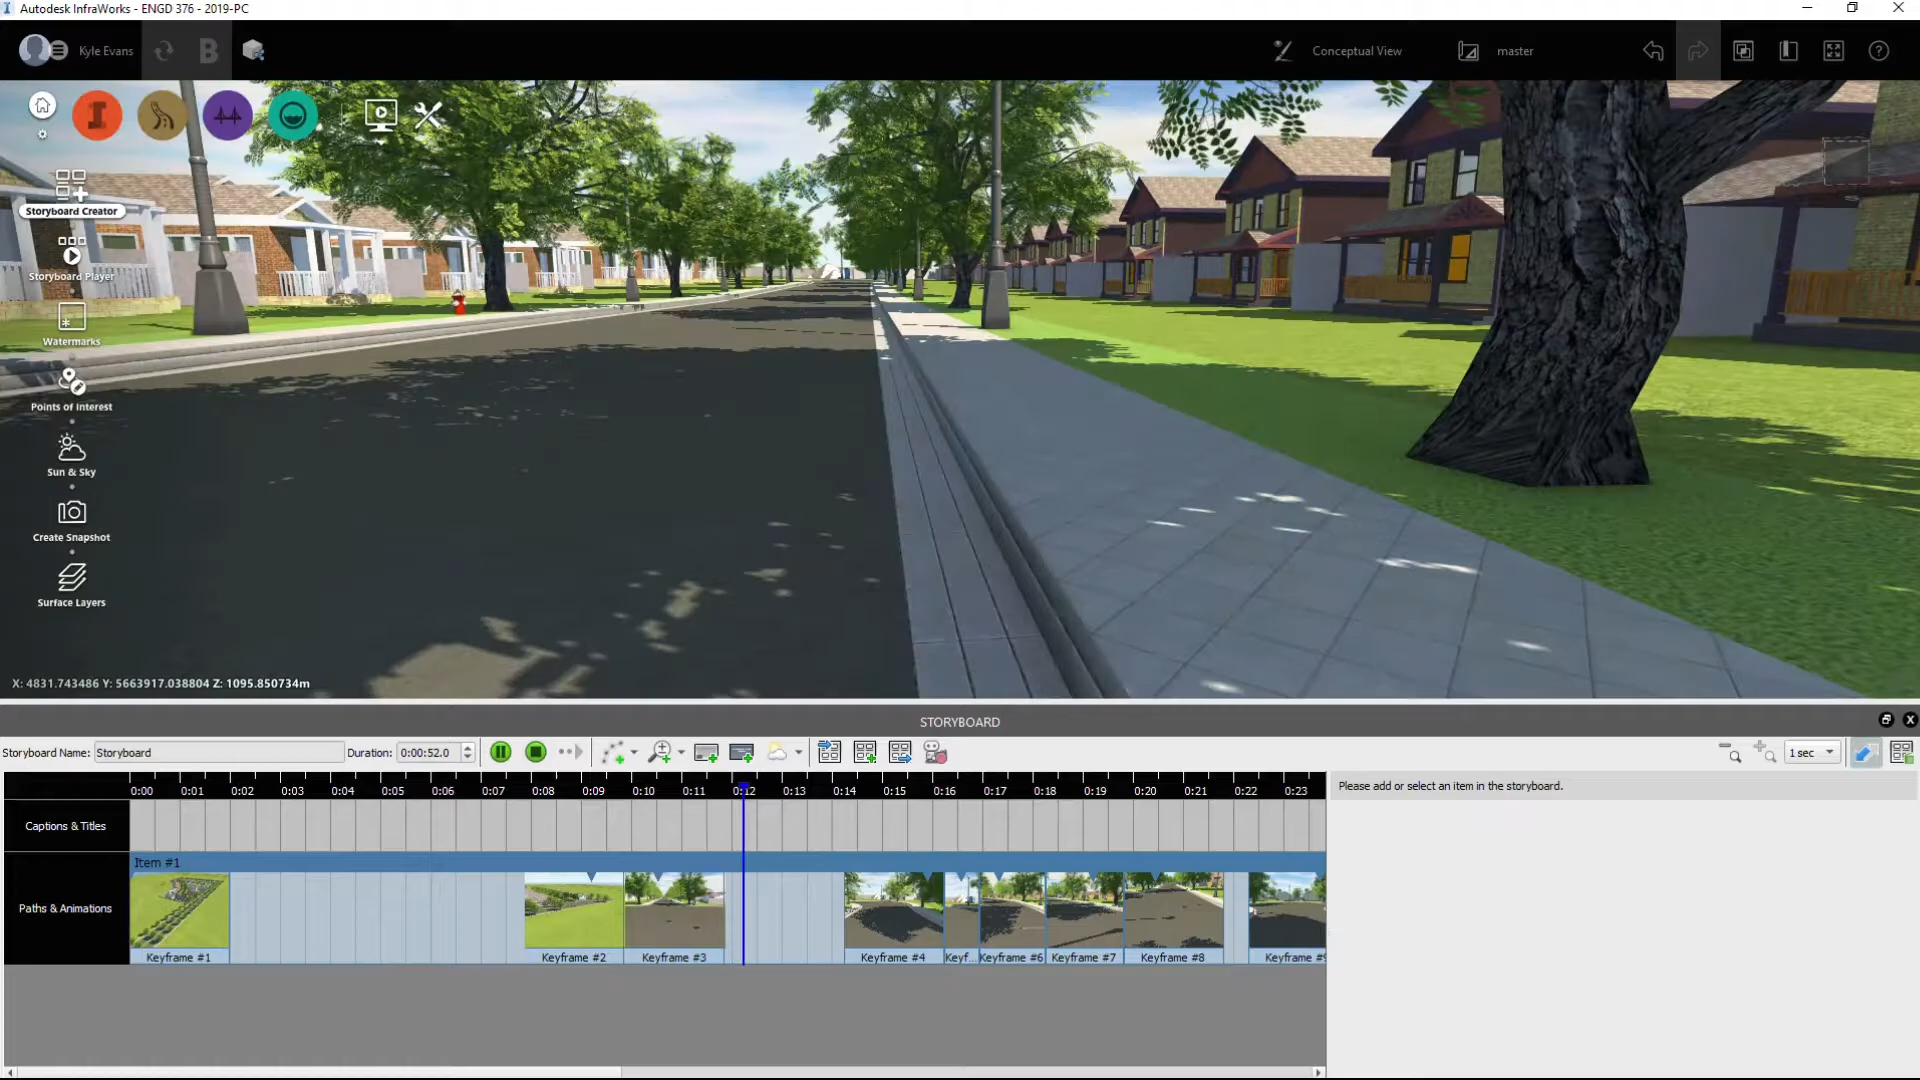 Autodesk InfraWorks - ENGD 376 - 2019-PC
Kyle Evans
B
Conceptual View
master
Storyboard Creator
Storyboard Player
Watermarks
Points of Interest
Sun & Sky
Create Snapshot
Surface Layers
X: 4831.743486 Y: 5663917.038804 Z: 1095.850734m
STORYBOARD
Storyboard Name: Storyboard Duration: 0:00:52.0
1 sec
0:00 0:01 0:02 0:03 0:04 0:05 0:06 0:07 0:08 0:09 0:10 0:11 0:12 0:13 0:14 0:15 0:16 0:17 0:18 0:19 0:20 0:21 0:22 0:23
Please add or select an item in the storyboard.
Captions & Titles
Item #1
Paths & Animations
Keyframe #1 Keyframe #2 Keyframe #3 Keyframe #4 Keyf... Keyframe #6 Keyframe #7 Keyframe #8 Keyframe #9